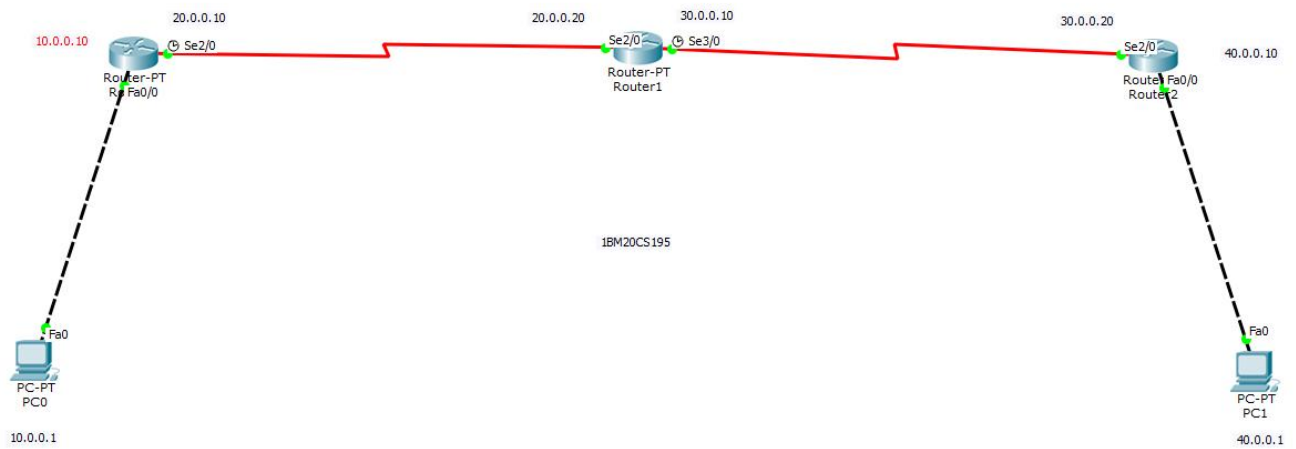 20.0.0.10
20.0.0.20
30.0.0.10
30.0.0.20
10.0.0.10
Se2/0
Se2/0
Se3/0
Se2/0
40.0.0.10
Router-PT
Fa0/0
Router-PT
Router1
Fa0/0
Router2
1BM20CS195
Fa0
Fa0
PC-PT
PC0
PC-PT
PC1
10.0.0.1
40.0.0.1